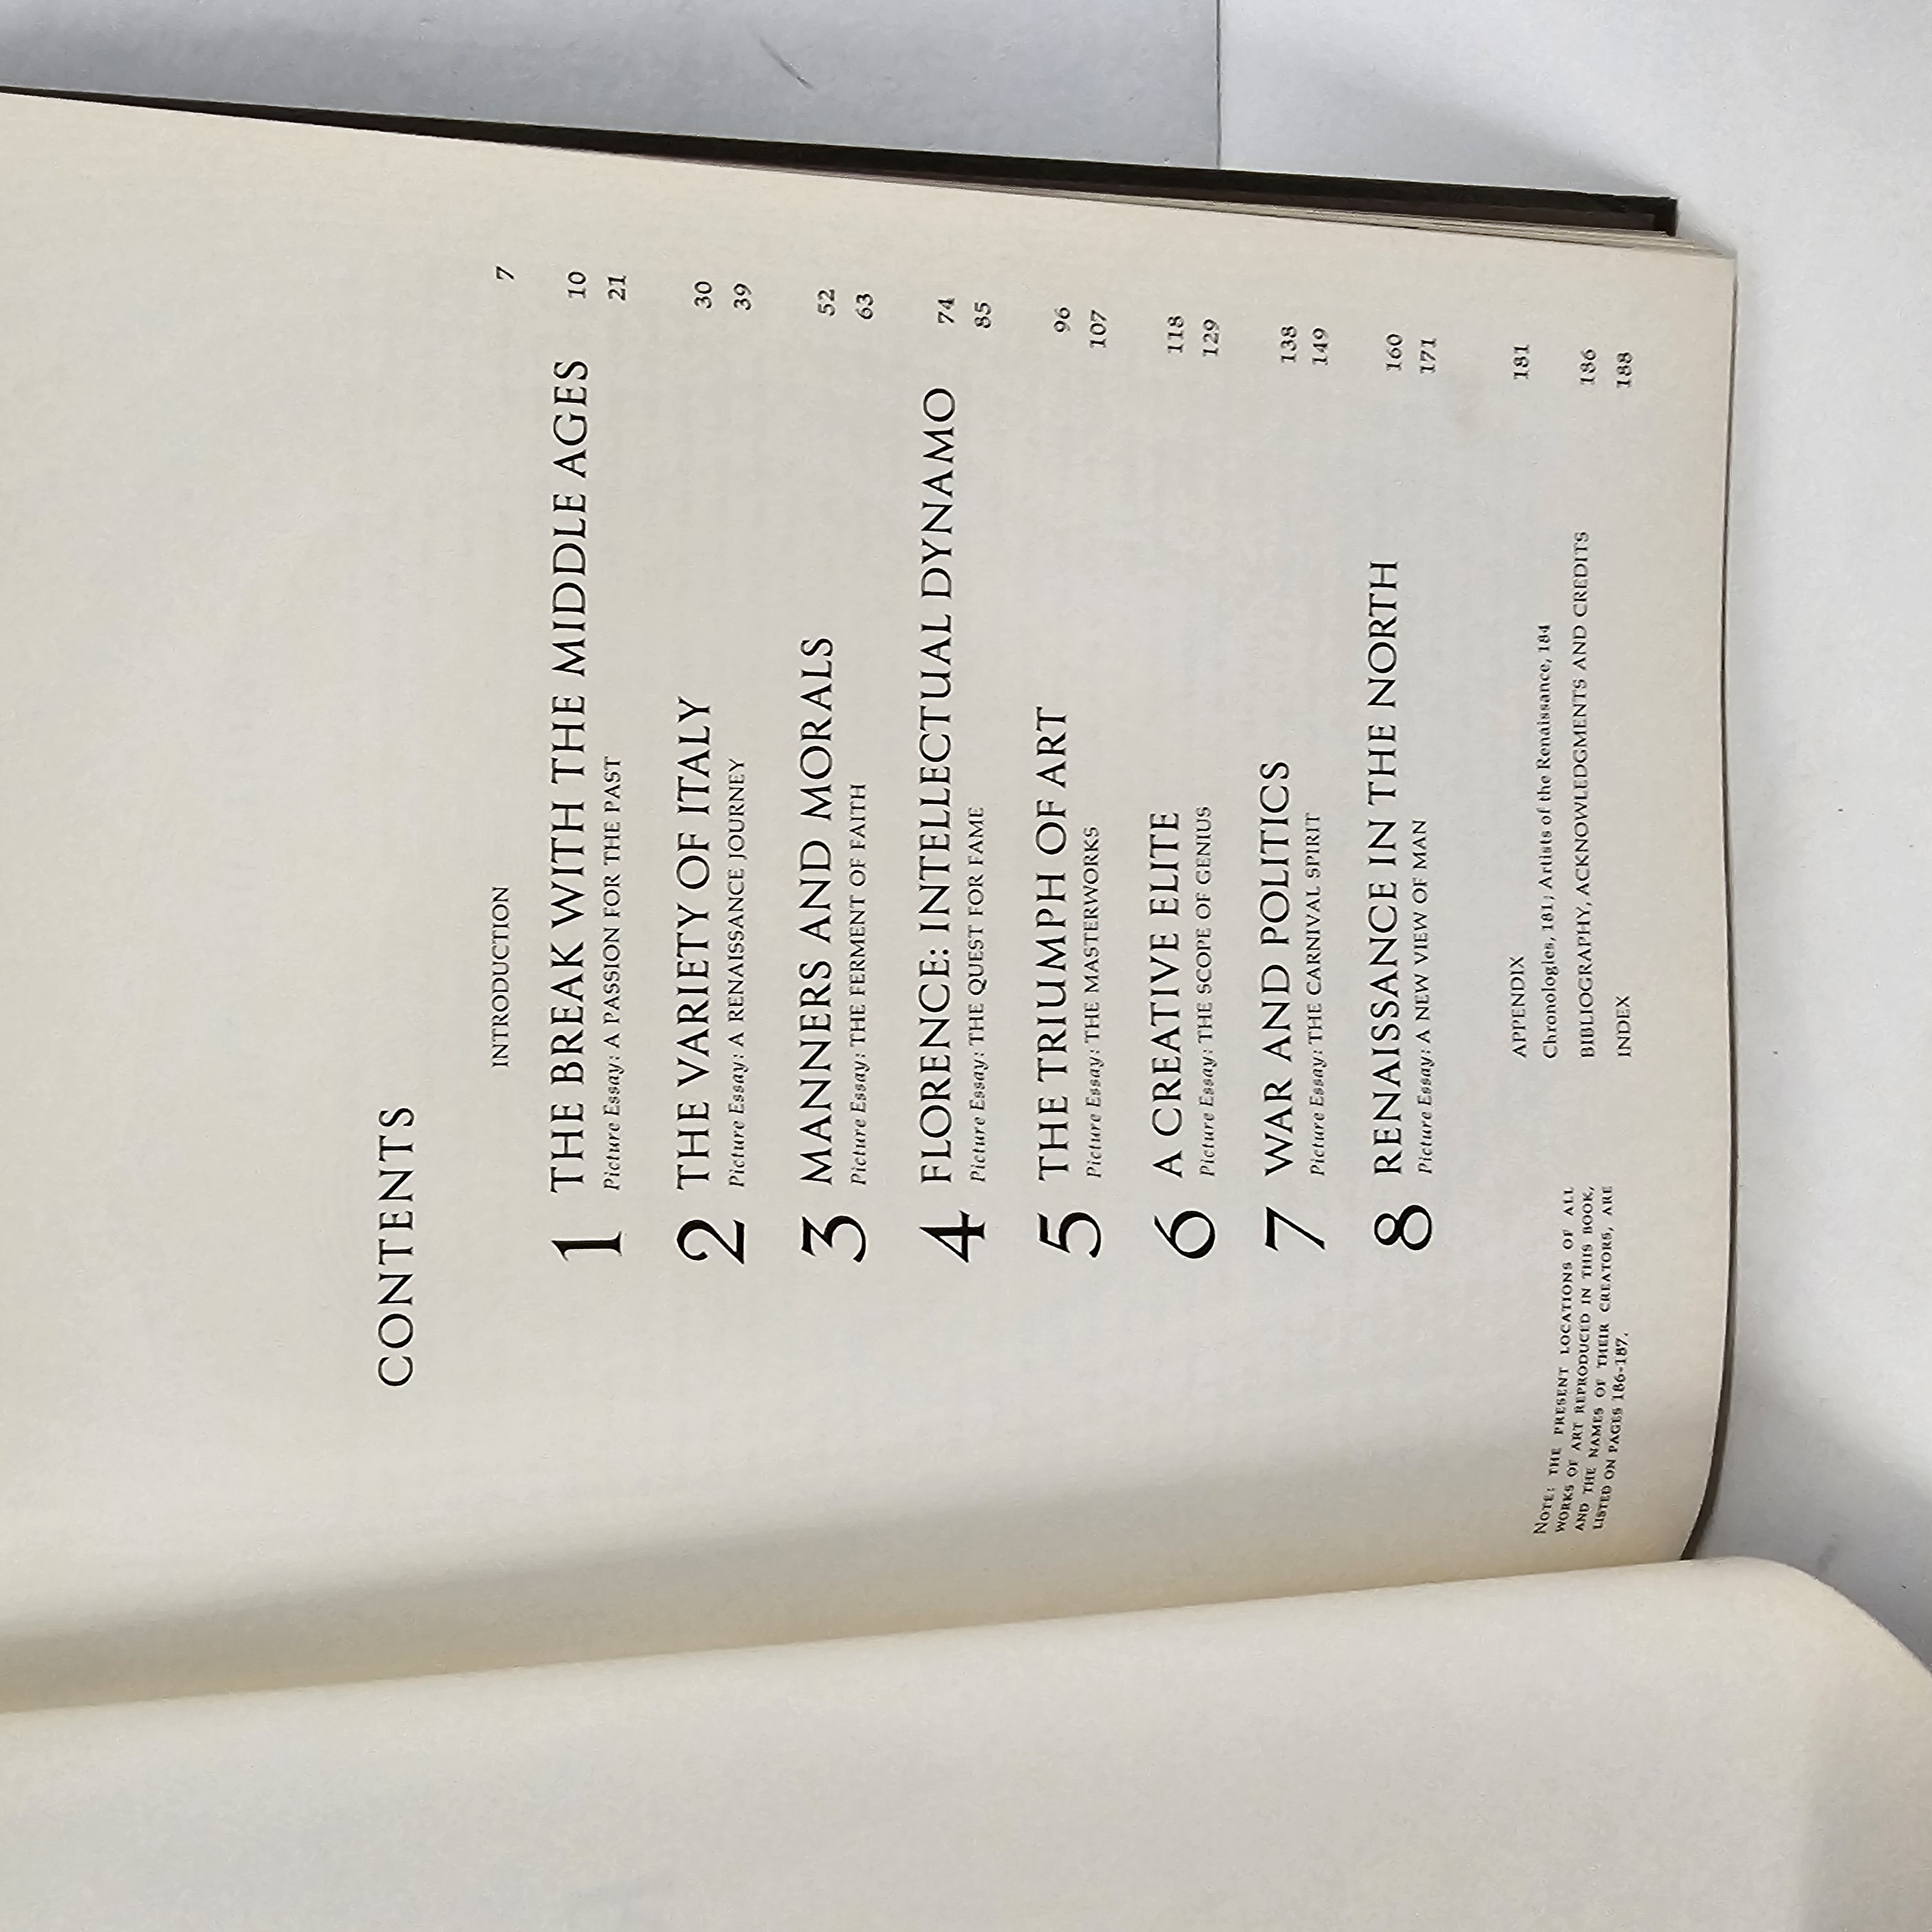 CONTENTS
INTRODUCTION 7
1 THE BREAK WITH THE MIDDLE AGES 10
Picture Essay: A PASSION FOR THE PAST 21
2 THE VARIETY OF ITALY 30
Picture Essay: A RENAISSANCE JOURNEY 39
3 MANNERS AND MORALS 52
Picture Essay: THE FERMENT OF FAITH 63
4 FLORENCE: INTELLECTUAL DYNAMO 74
Picture Essay: THE QUEST FOR FAME 85
5 THE TRIUMPH OF ART 96
Picture Essay: THE MASTERWORKS 107
6 A CREATIVE ELITE 118
Picture Essay: THE SCOPE OF GENIUS 129
7 WAR AND POLITICS 138
Picture Essay: THE CARNIVAL SPIRIT 149
8 RENAISSANCE IN THE NORTH 160
Picture Essay: A NEW VIEW OF MAN 171
APPENDIX 181
Chronologies, 181; Artists of the Renaissance, 184
BIBLIOGRAPHY, ACKNOWLEDGMENTS AND CREDITS 186
INDEX 188
NOTE: THE PRESENT LOCATIONS OF ALL
WORKS OF ART REPRODUCED IN THIS BOOK,
AND THE NAMES OF THEIR CREATORS, ARE
LISTED ON PAGES 186-187.